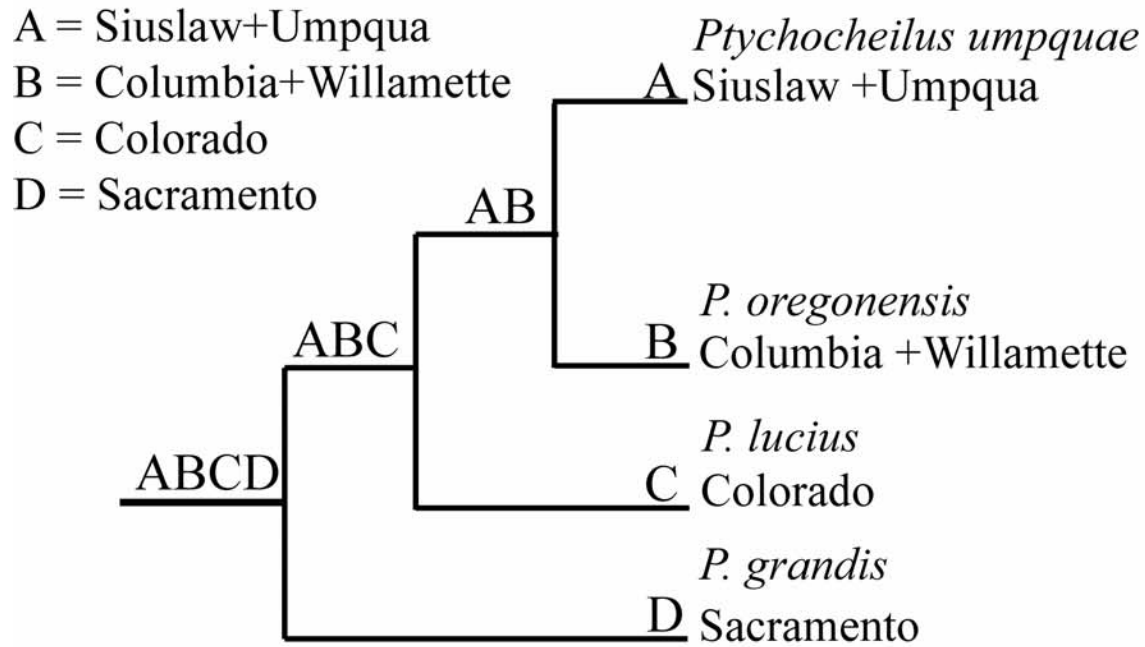 A = Siuslaw+Umpqua
B = Columbia+Willamette
C = Colorado
D = Sacramento
Ptychocheilus umpquae
A Siuslaw +Umpqua
AB
P. oregonensis
B Columbia +Willamette
ABC
P. lucius
C Colorado
ABCD
P. grandis
D Sacramento